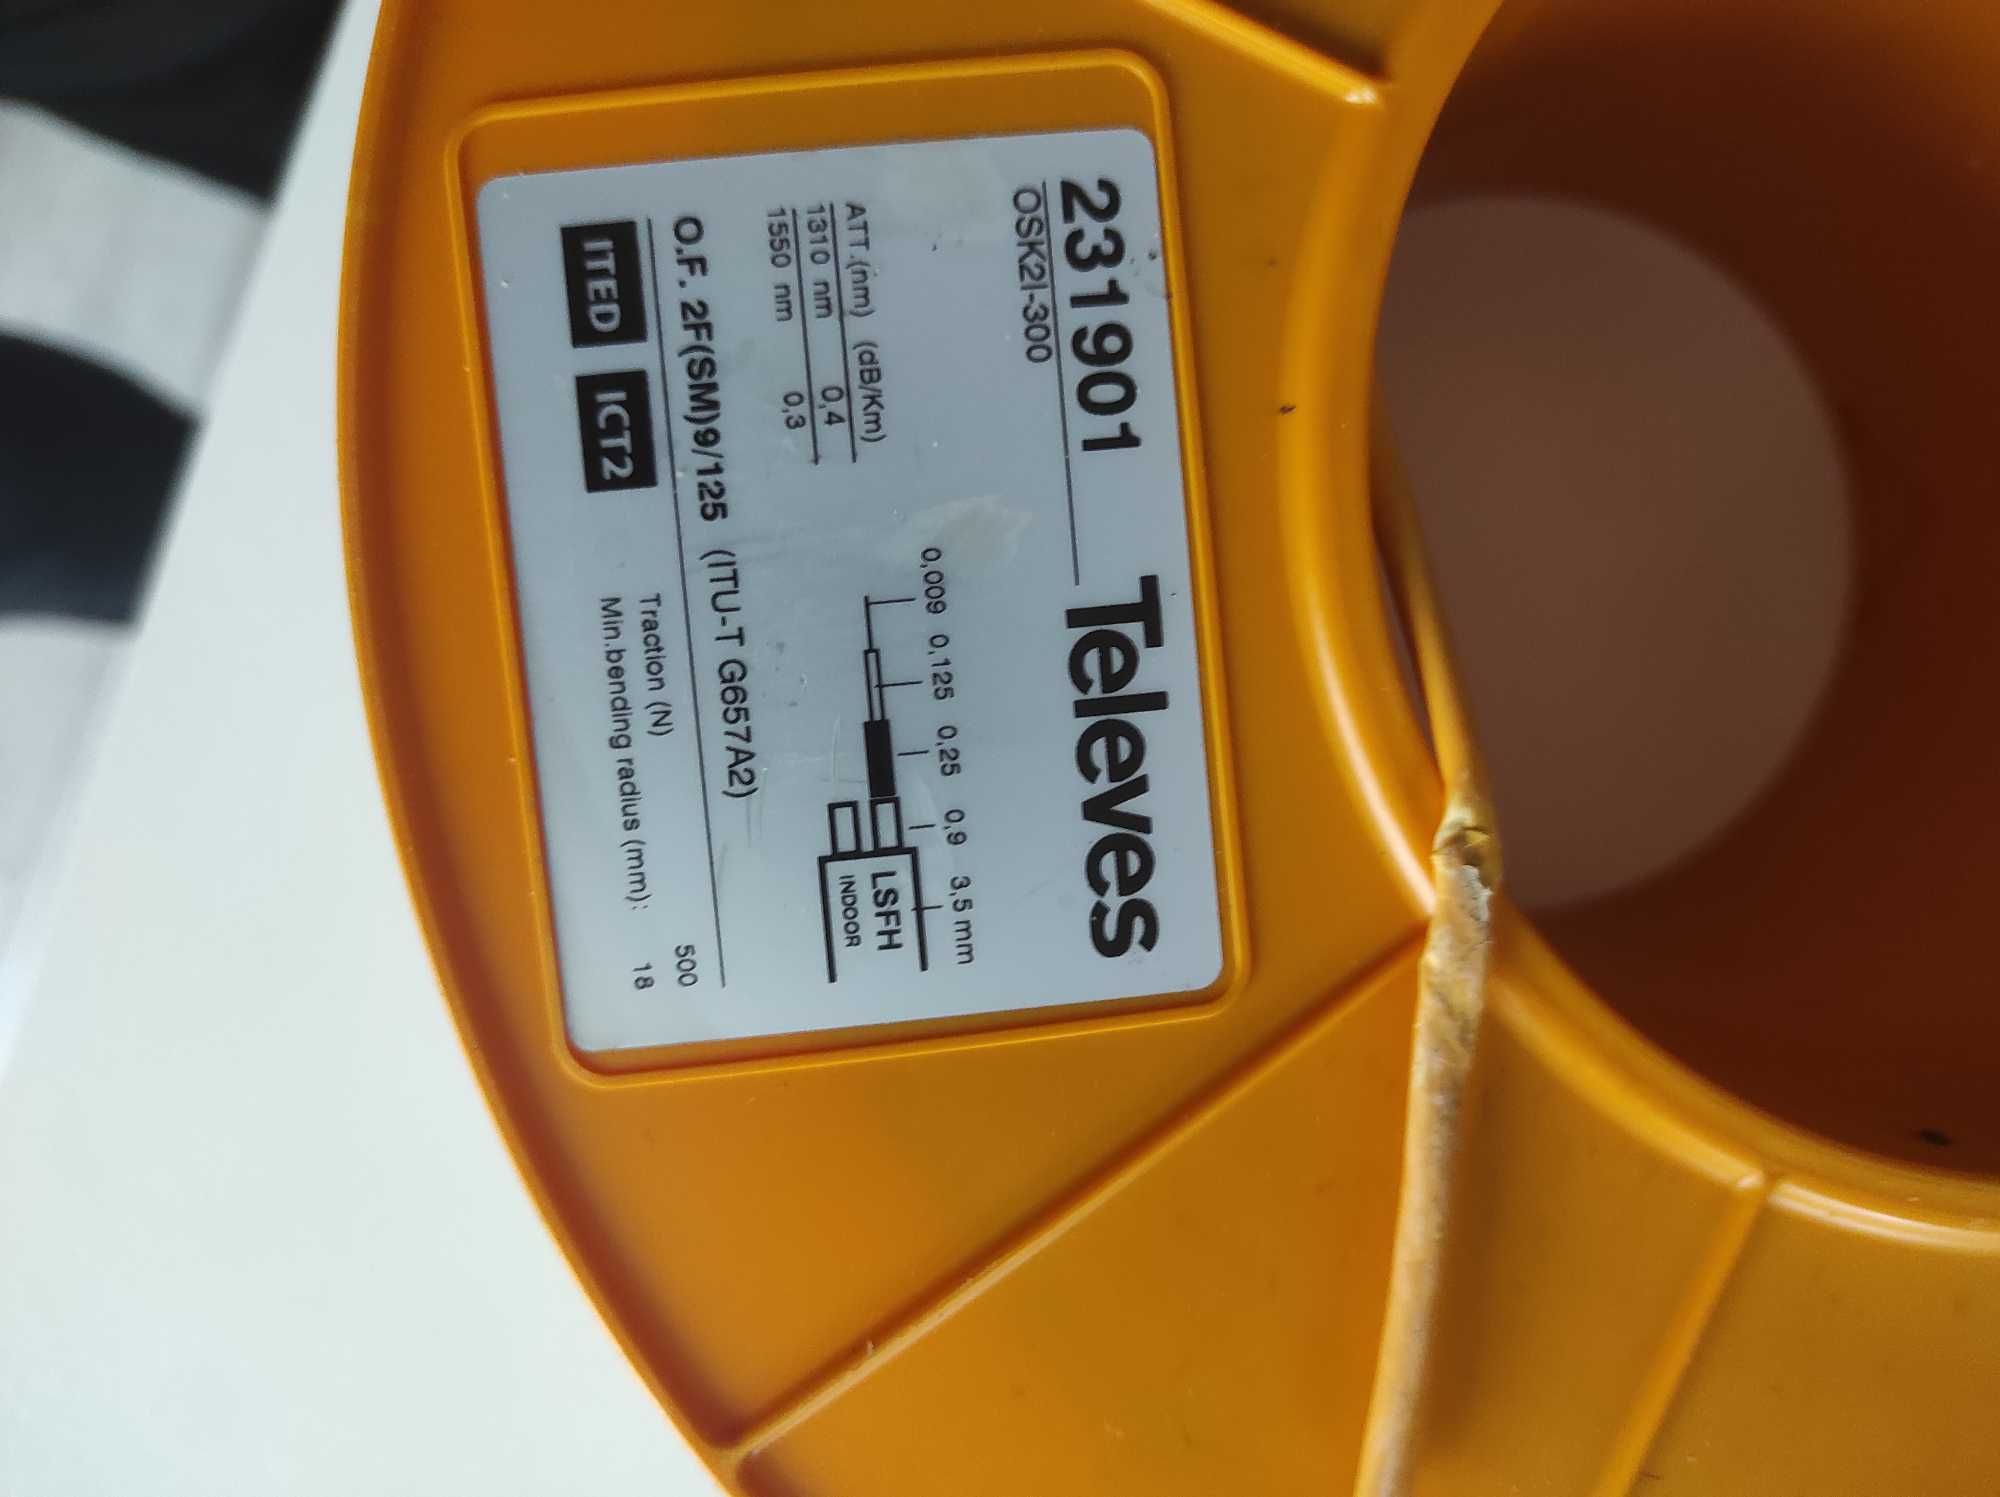 231901 Televes
OSK2I-300
ATT.(nm) (dB/Km)
1310 nm 0,4
1550 nm 0,3
0,009 0,125 0,25 0,9 3,5 mm
LSFH
INDOOR
O.F. 2F(SM)9/125 (ITU-T G657A2)
ITED ICT2
Traction (N) 500
Min.bending radius (mm): 18